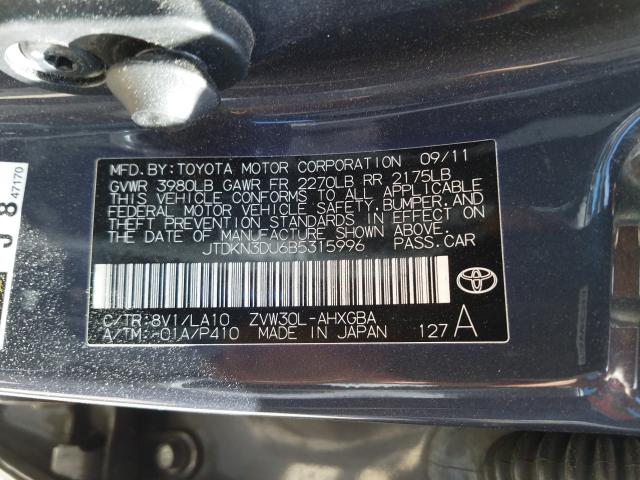 MFD.BY:TOYOTA MOTOR CORPORATION 09/11
GVWR 3980LB GAWR FR 2270LB RR 2175LB
THIS VEHICLE CONFORMS TO ALL APPLICABLE
FEDERAL MOTOR VEHICLE SAFETY, BUMPER, AND
THEFT PREVENTION STANDARDS IN EFFECT ON
THE DATE OF MANUFACTURE SHOWN ABOVE.
JTDKN3DU6B5315996 PASS.CAR
C/TR:8V1/LA10 ZVW30L-AHXGBA
A/TM: 01A/P410 MADE IN JAPAN 127 A
J 8 47170